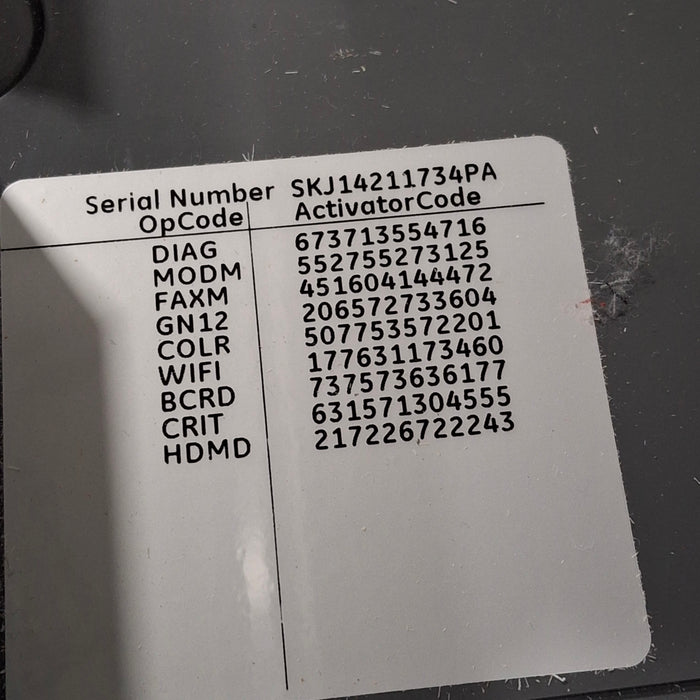 Serial Number SKJ14211734PA
OpCode ActivatorCode
DIAG 673713554716
MODM 552755273125
FAXM 451604144472
GN12 206572733604
COLR 507753572201
WIFI 177631173460
BCRD 737573636177
CRIT 631571304555
HDMD 217226722243